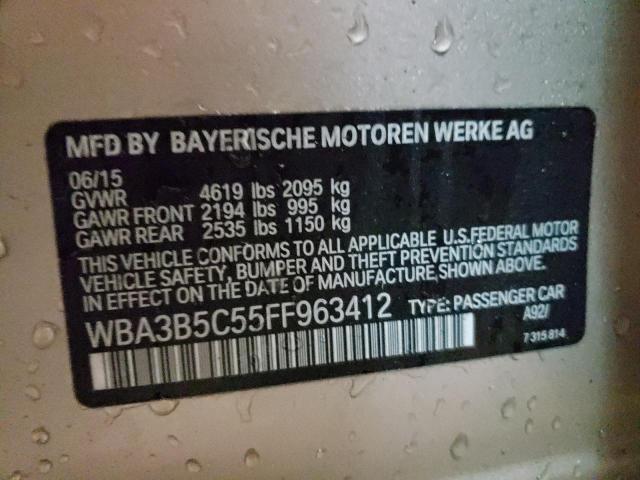 MFD BY BAYERISCHE MOTOREN WERKE AG
06/15
GVWR 4619 lbs 2095 kg
GAWR FRONT 2194 lbs 995 kg
GAWR REAR 2535 lbs 1150 kg
THIS VEHICLE CONFORMS TO ALL APPLICABLE U.S.FEDERAL MOTOR
VEHICLE SAFETY, BUMPER AND THEFT PREVENTION STANDARDS
IN EFFECT ON THE DATE OF MANUFACTURE SHOWN ABOVE.
WBA3B5C55FF963412 TYPE: PASSENGER CAR
A92/
7 315 814